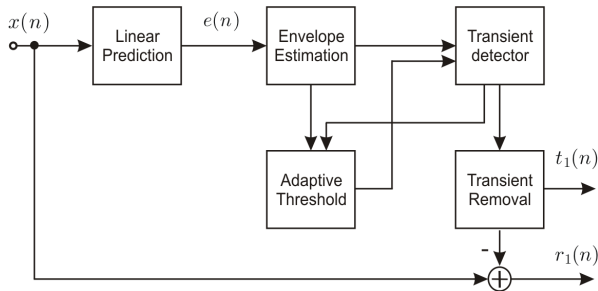 x(n)
Linear
Prediction
e(n)
Envelope
Estimation
Transient
detector
Adaptive
Threshold
Transient
Removal
t₁(n)
-
+
r₁(n)